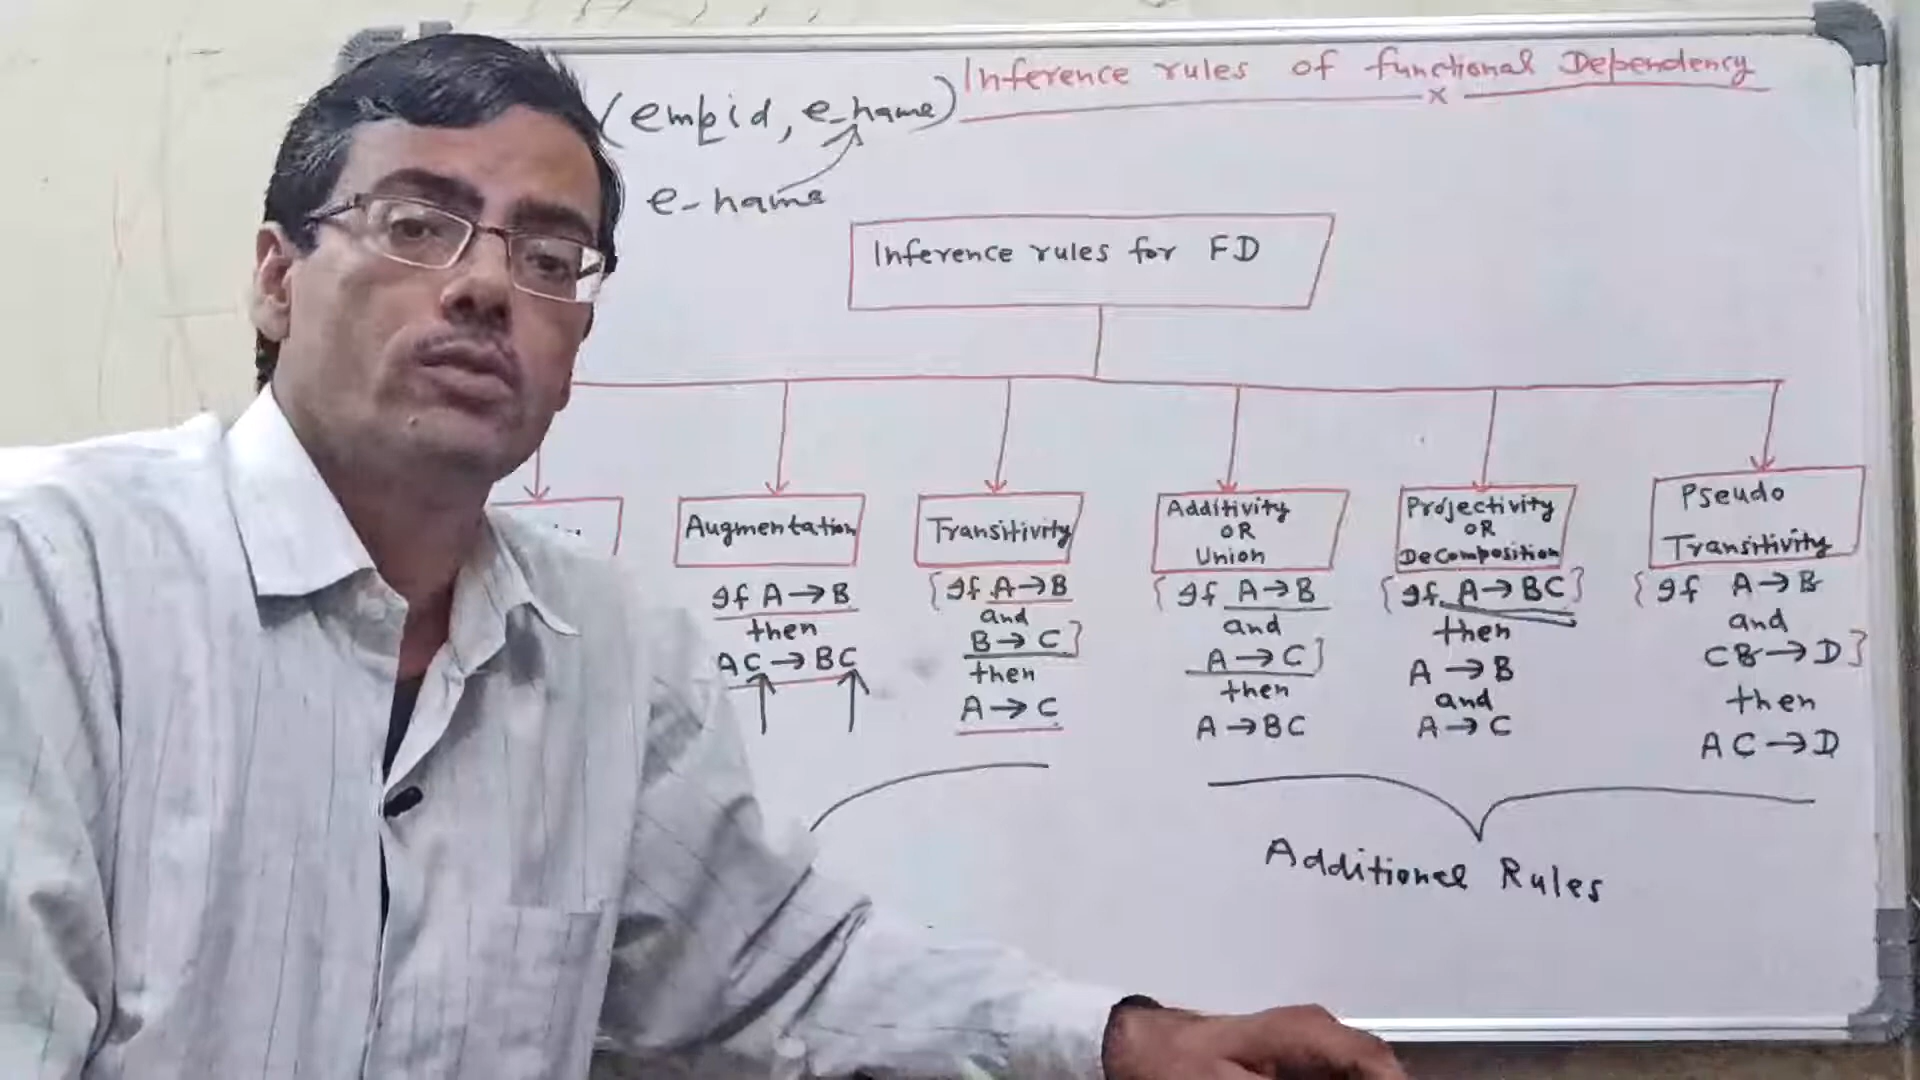 Inference rules of functional Dependency
x
(empid, e_name)
e-name
Inference rules for FD
Augmentation
If A→B
then
AC→BC
Transitivity
{If A→B
and
B→C}
then
A→C
Additivity
OR
Union
{If A→B
and
A→C}
then
A→BC
Projectivity
OR
DeComposition
{If A→BC}
then
A→B
and
A→C
Pseudo
Transitivity
{If A→B
and
CB→D}
then
AC→D
Additional Rules